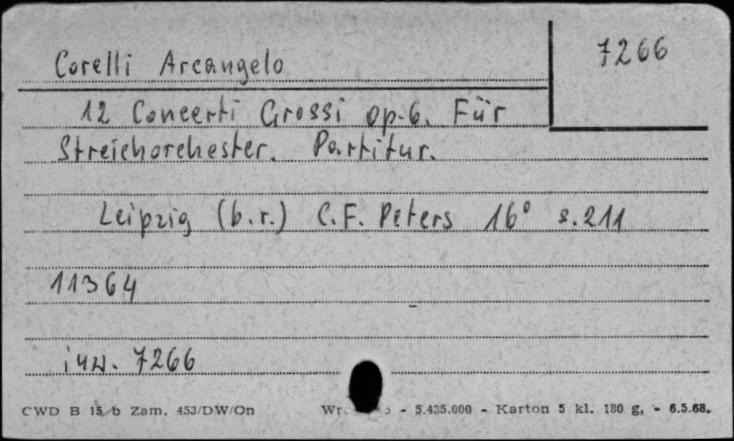 7266
Corelli Arcangelo
12 Concerti Grossi op.6. Für
Streichorchester. Partitur.
Leipzig (b.r.) C.F. Peters 16° s.211
11364
inw. 7266
CWD B 15 b Zam. 453/DW/On Wr. - 5.435.000 - Karton 5 kl. 180 g, - 6.5.68.